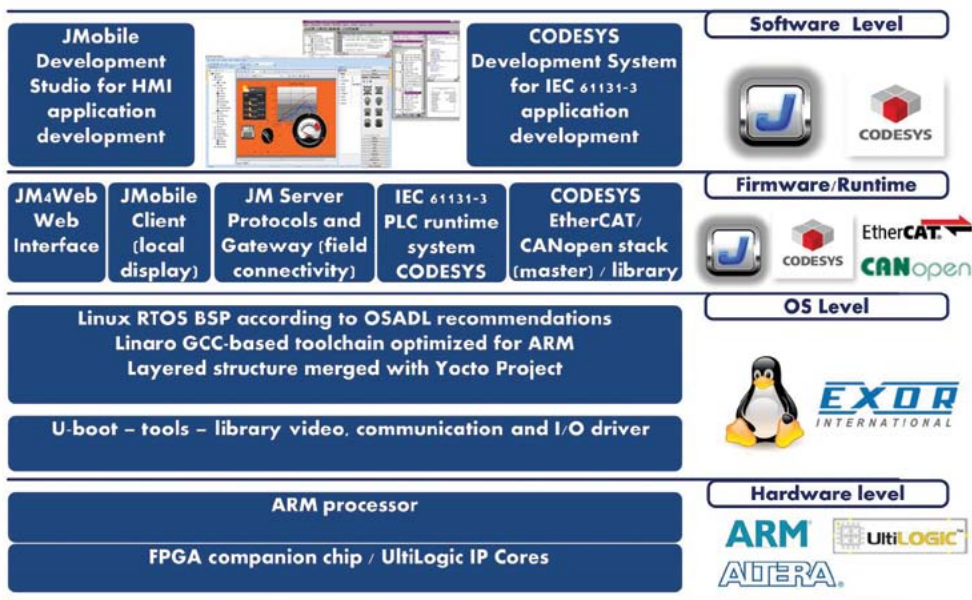 JMobile
Development
Studio for HMI
application
development
CODESYS
Development System
for IEC 61131-3
application
development
Software Level
CODESYS
JM4Web
Web
Interface
JMobile
Client
(local
display)
JM Server
Protocols and
Gateway (field
connectivity)
IEC 61131-3
PLC runtime
system
CODESYS
CODESYS
EtherCAT/
CANopen stack
(master) / library
Firmware/Runtime
CODESYS
EtherCAT
CANopen
Linux RTOS BSP according to OSADL recommendations
Linaro GCC-based toolchain optimized for ARM
Layered structure merged with Yocto Project
U-boot – tools – library video, communication and I/O driver
OS Level
EXOR
INTERNATIONAL
ARM processor
FPGA companion chip / UltiLogic IP Cores
Hardware level
ARM
UltiLOGIC™
ALTERA®